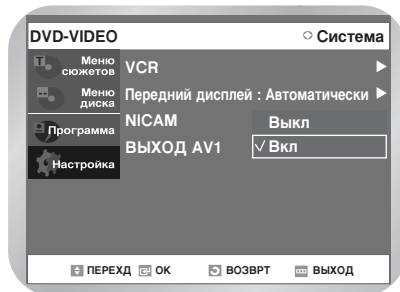 DVD-VIDEO
Система
Меню сюжетов
VCR
Меню диска
Передний дисплей : Автоматически
Программа
NICAM
Выкл
Настройка
ВЫХОД AV1
√ Вкл
ПЕРЕХД ОК ВОЗВРТ ВЫХОД